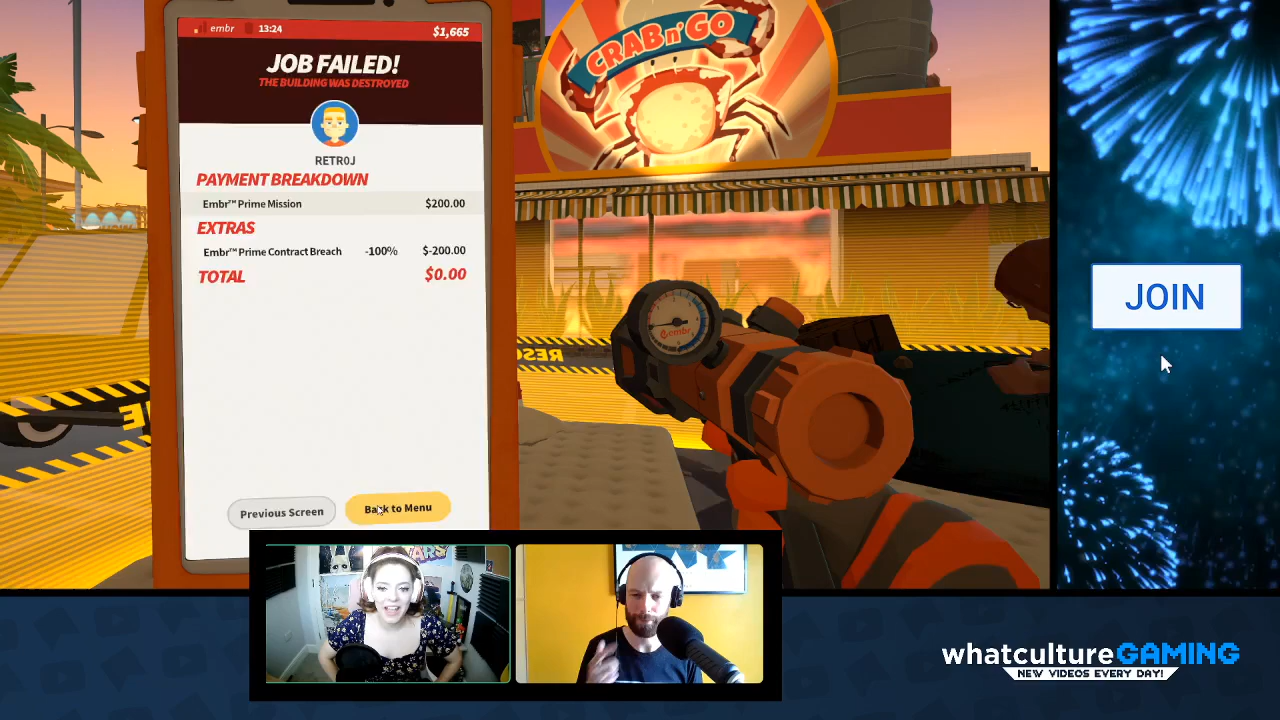 embr 13:24 $1,665
JOB FAILED!
THE BUILDING WAS DESTROYED
RETR0J
PAYMENT BREAKDOWN
Embr™ Prime Mission $200.00
EXTRAS
Embr™ Prime Contract Breach -100% $-200.00
TOTAL $0.00
Previous Screen Back to Menu
CRAB n' GO
embr
JOIN
whatcultureGAMING
NEW VIDEOS EVERY DAY!